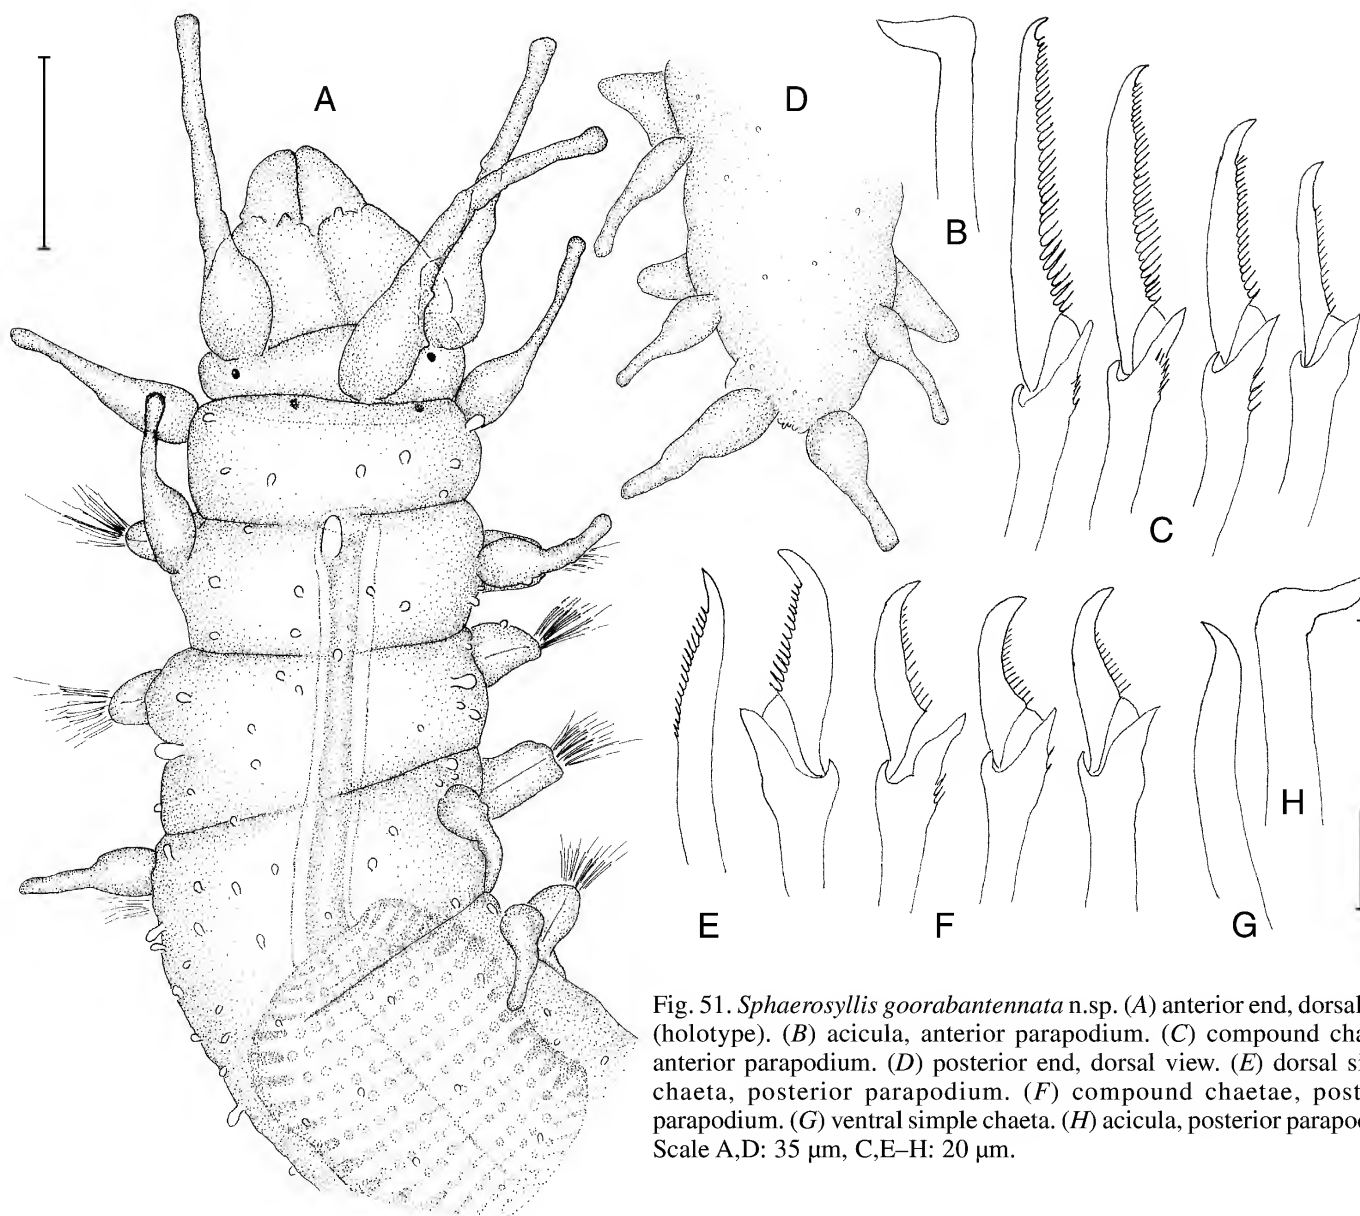 A
D
B
C
E
F
G
H
Fig. 51. Sphaerosyllis goorabantennata n.sp. (A) anterior end, dorsal
(holotype). (B) acicula, anterior parapodium. (C) compound cha
anterior parapodium. (D) posterior end, dorsal view. (E) dorsal si
chaeta, posterior parapodium. (F) compound chaetae, post
parapodium. (G) ventral simple chaeta. (H) acicula, posterior parapo
Scale A,D: 35 µm, C,E–H: 20 µm.